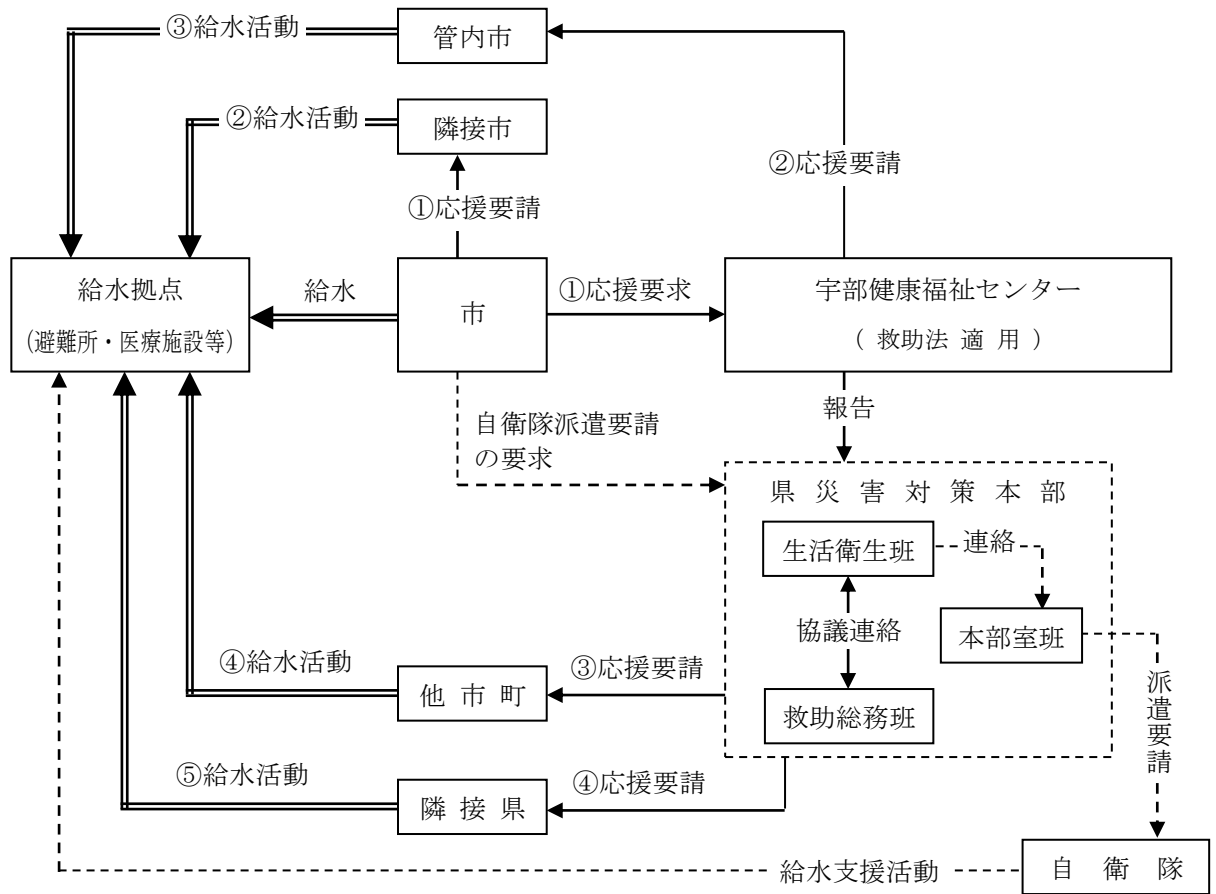 ③給水活動
管内市
②給水活動
隣接市
②応援要請
①応援要請
給水拠点
(避難所・医療施設等)
給水
市
①応援要求
宇部健康福祉センター
( 救助法 適 用 )
報告
自衛隊派遣要請
の要求
県 災 害 対 策 本 部
生活衛生班
連絡
協議連絡
本部室班
救助総務班
派遣要請
④給水活動
他 市 町
③応援要請
⑤給水活動
隣 接 県
④応援要請
給水支援活動
自 衛 隊